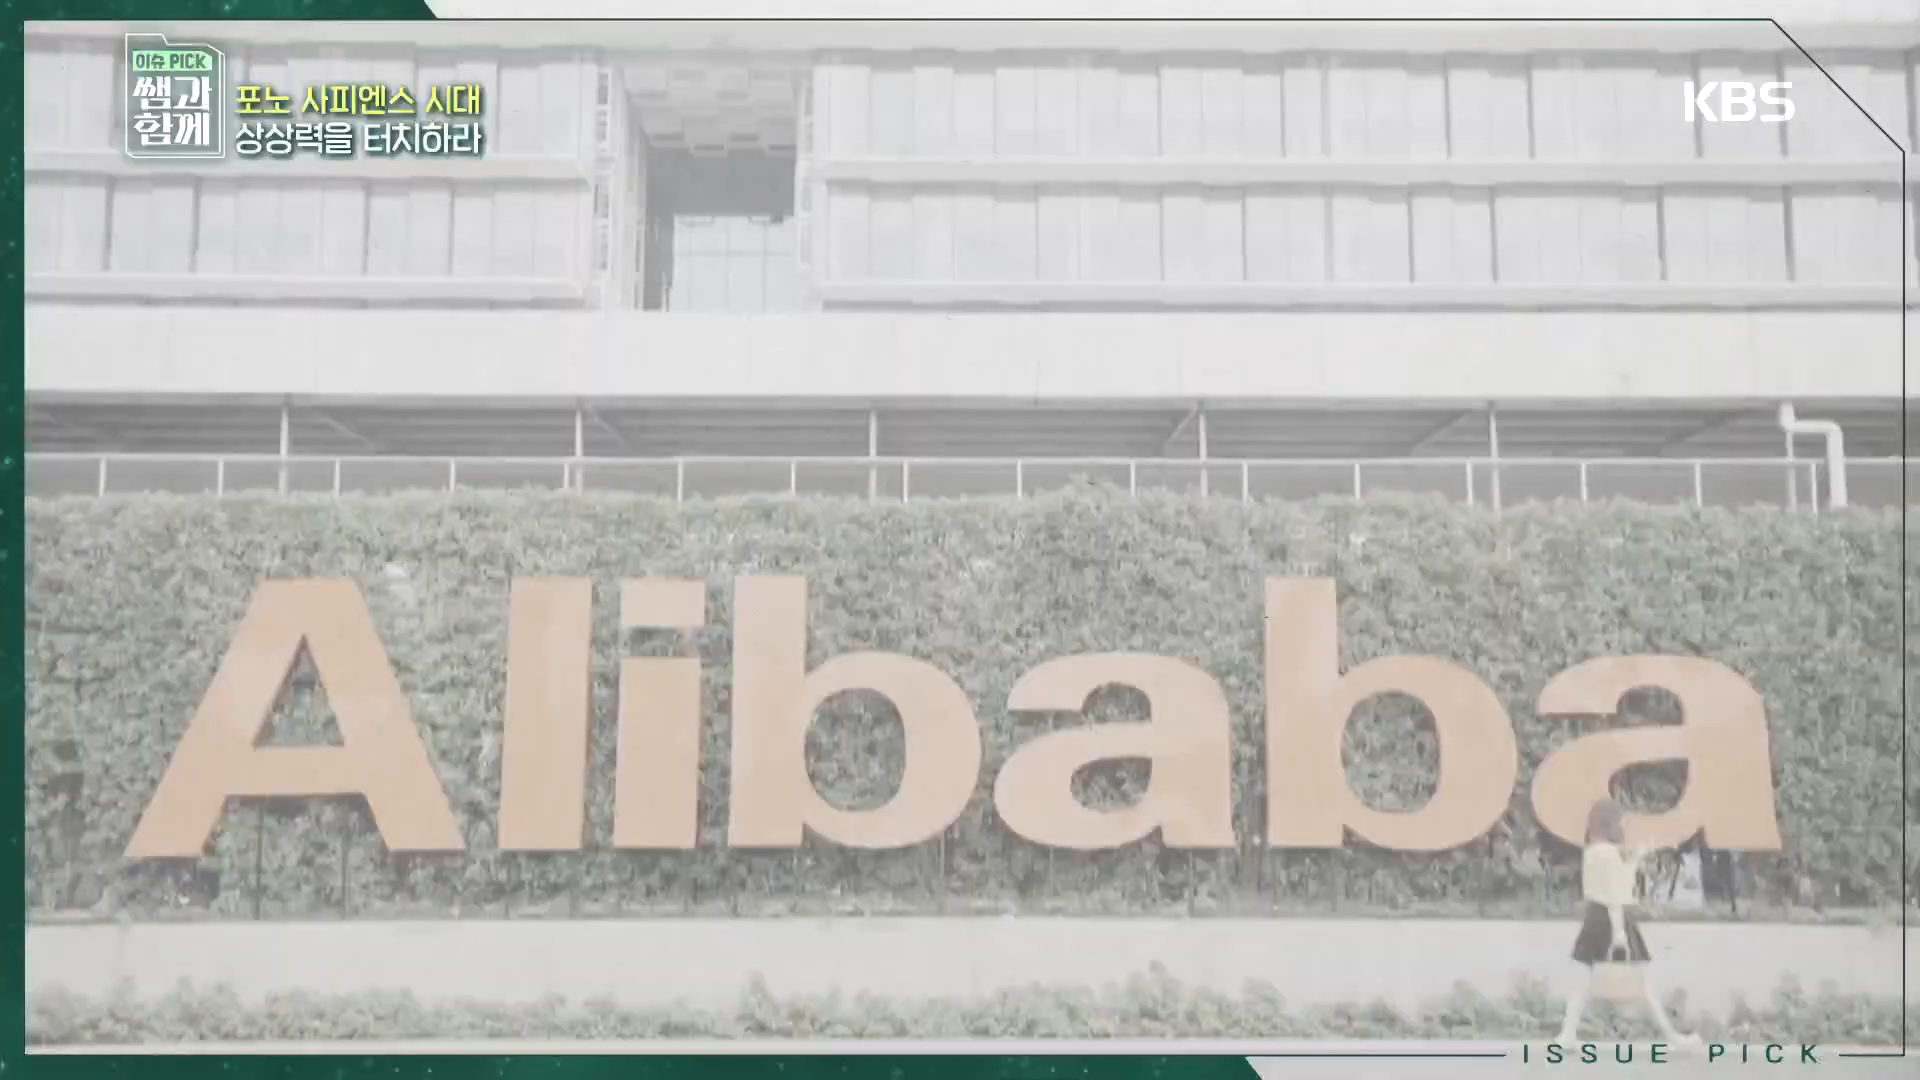 이슈 PICK
쌤과
함께
포노 사피엔스 시대
상상력을 터치하라
KBS
Alibaba
ISSUE PICK